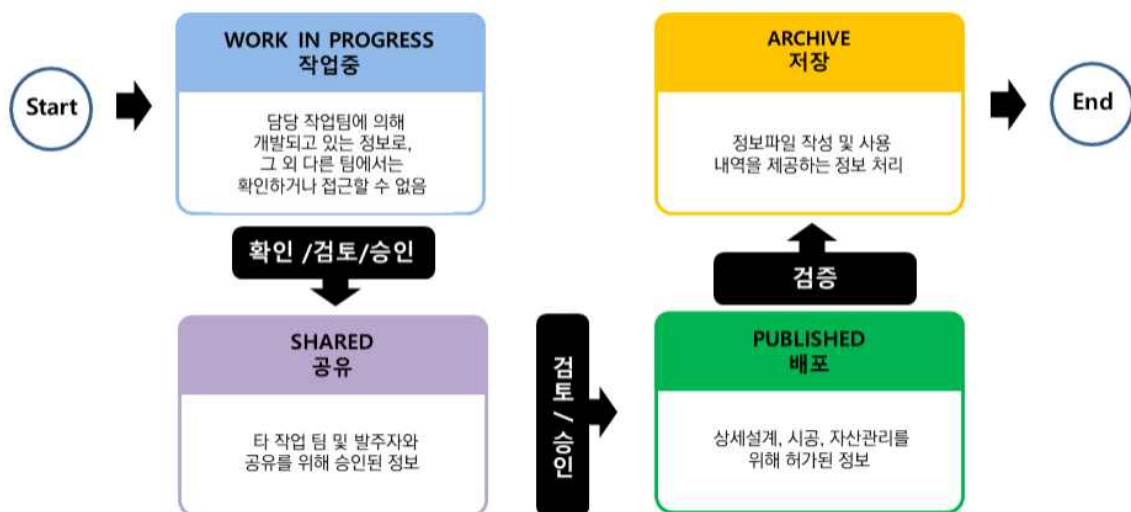 Start
WORK IN PROGRESS
작업중
담당 작업팀에 의해
개발되고 있는 정보로,
그 외 다른 팀에서는
확인하거나 접근할 수 없음
확인 /검토/승인
SHARED
공유
타 작업 팀 및 발주자와
공유를 위해 승인된 정보
검토/승인
PUBLISHED
배포
상세설계, 시공, 자산관리를
위해 허가된 정보
검증
ARCHIVE
저장
정보파일 작성 및 사용
내역을 제공하는 정보 처리
End